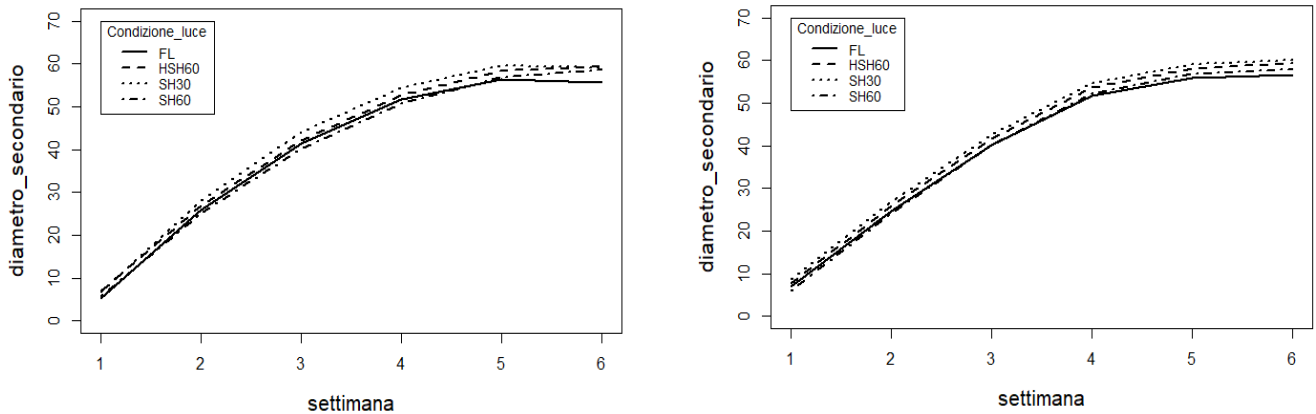 diametro_secondario
70
60
50
40
30
20
10
0
Condizione_luce
FL
HSH60
SH30
SH60
1 2 3 4 5 6
settimana
diametro_secondario
70
60
50
40
30
20
10
0
Condizione_luce
FL
HSH60
SH30
SH60
1 2 3 4 5 6
settimana